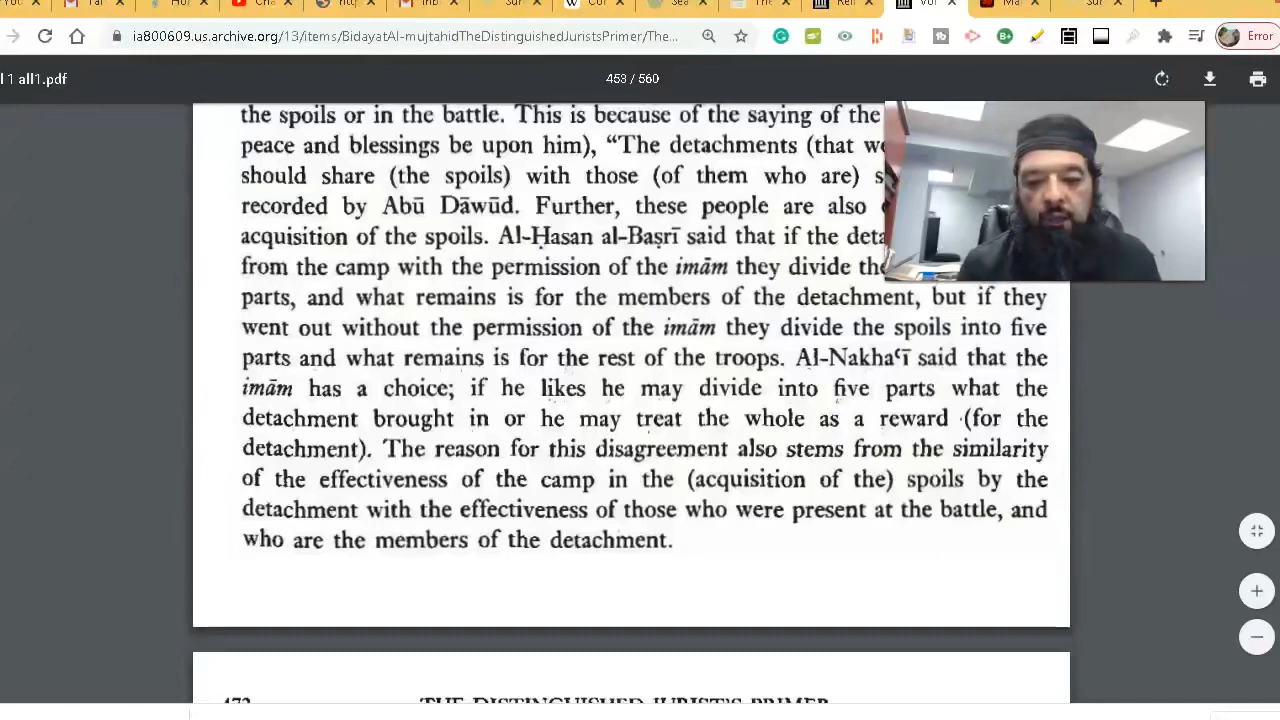 ia800609.us.archive.org/13/items/BidayatAl-mujtahidTheDistinguishedJuristsPrimer/The...
Error
l 1 all1.pdf
453 / 560
the spoils or in the battle. This is because of the saying of the
peace and blessings be upon him), “The detachments (that
should share (the spoils) with those (of them who are)
recorded by Abū Dāwūd. Further, these people are also
acquisition of the spoils. Al-Ḥasan al-Baṣrī said that if the
from the camp with the permission of the imām they divide
parts, and what remains is for the members of the detachment, but if they
went out without the permission of the imām they divide the spoils into five
parts and what remains is for the rest of the troops. Al-Nakhaʿī said that the
imām has a choice; if he likes he may divide into five parts what the
detachment brought in or he may treat the whole as a reward (for the
detachment). The reason for this disagreement also stems from the similarity
of the effectiveness of the camp in the (acquisition of the) spoils by the
detachment with the effectiveness of those who were present at the battle, and
who are the members of the detachment.
THE DISTINGUISHED JURIST'S PRIMER